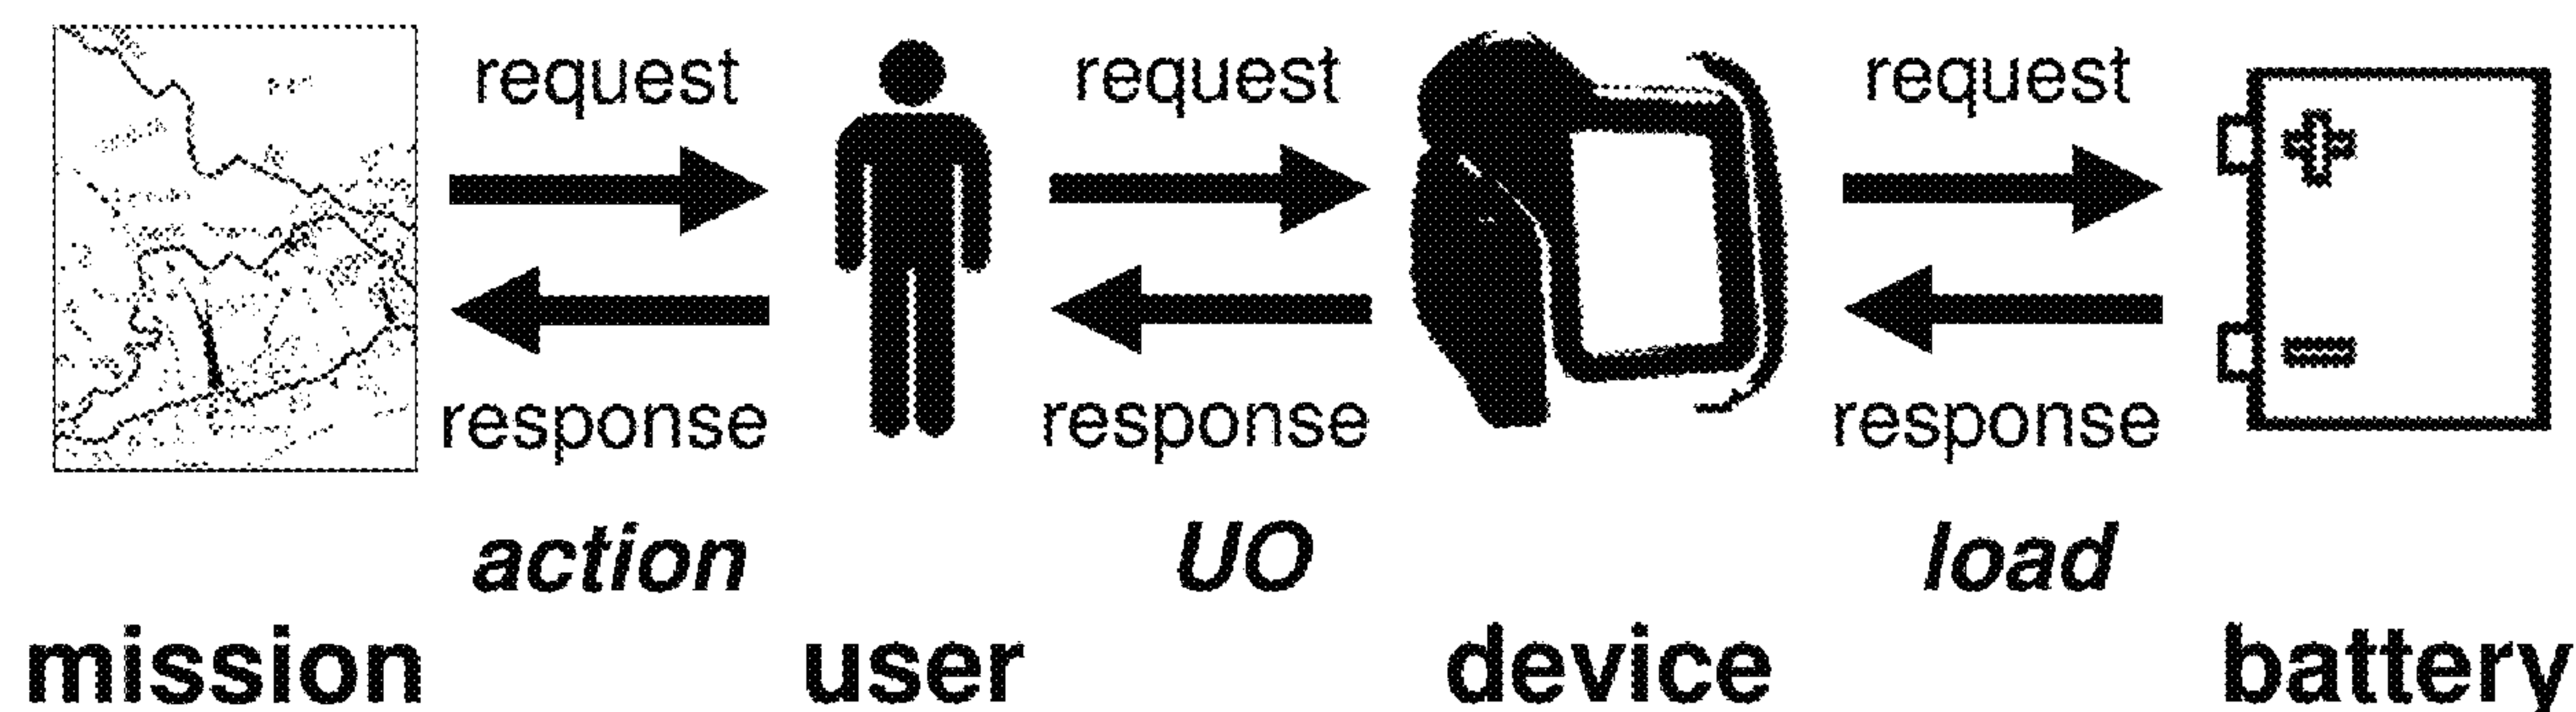 request request request
response response response
action UO load
mission user device battery